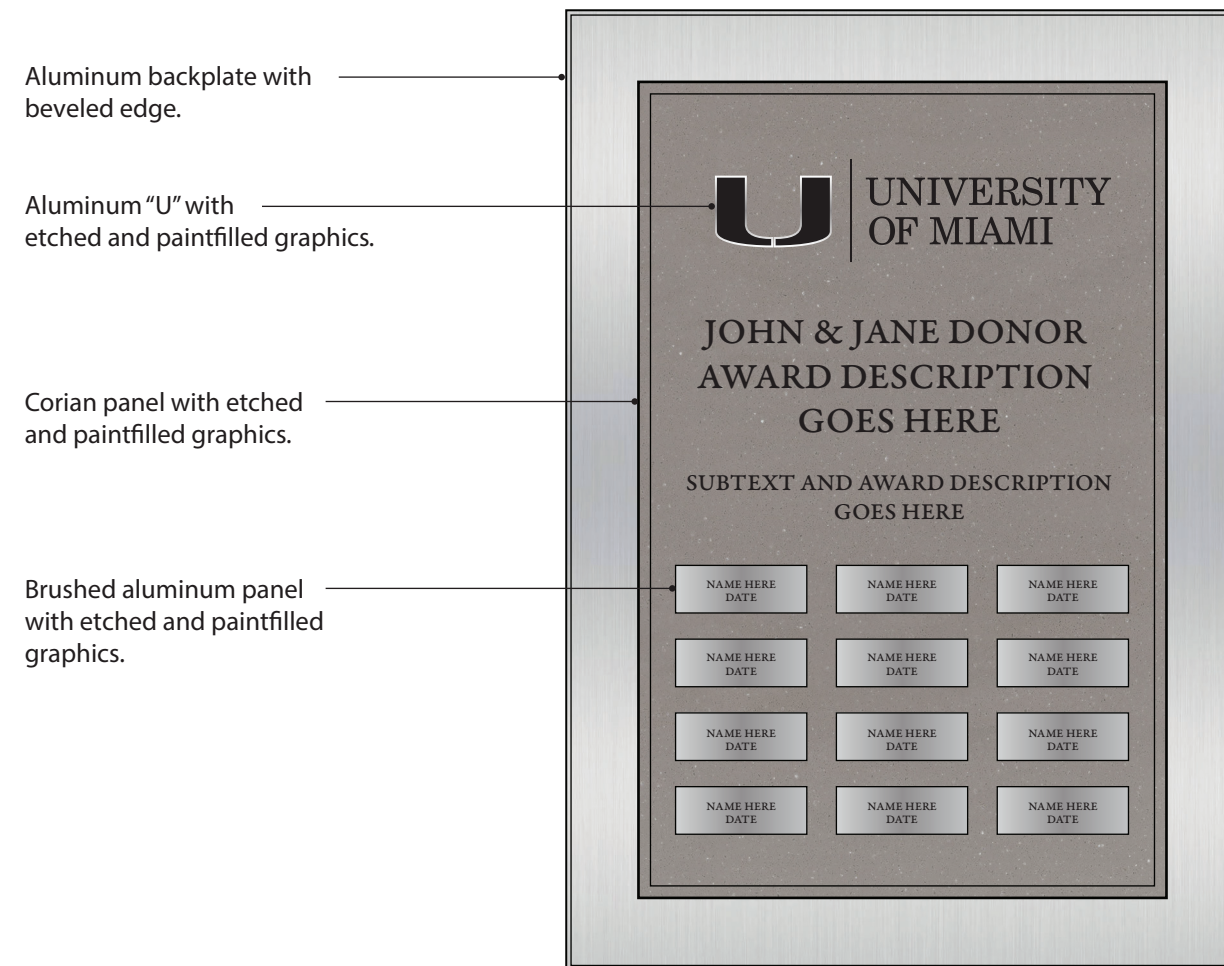 Aluminum backplate with
beveled edge.
Aluminum “U” with
etched and paintfilled graphics.
Corian panel with etched
and paintfilled graphics.
Brushed aluminum panel
with etched and paintfilled
graphics.
U
UNIVERSITY
OF MIAMI
JOHN & JANE DONOR
AWARD DESCRIPTION
GOES HERE
SUBTEXT AND AWARD DESCRIPTION
GOES HERE
NAME HERE
DATE
NAME HERE
DATE
NAME HERE
DATE
NAME HERE
DATE
NAME HERE
DATE
NAME HERE
DATE
NAME HERE
DATE
NAME HERE
DATE
NAME HERE
DATE
NAME HERE
DATE
NAME HERE
DATE
NAME HERE
DATE